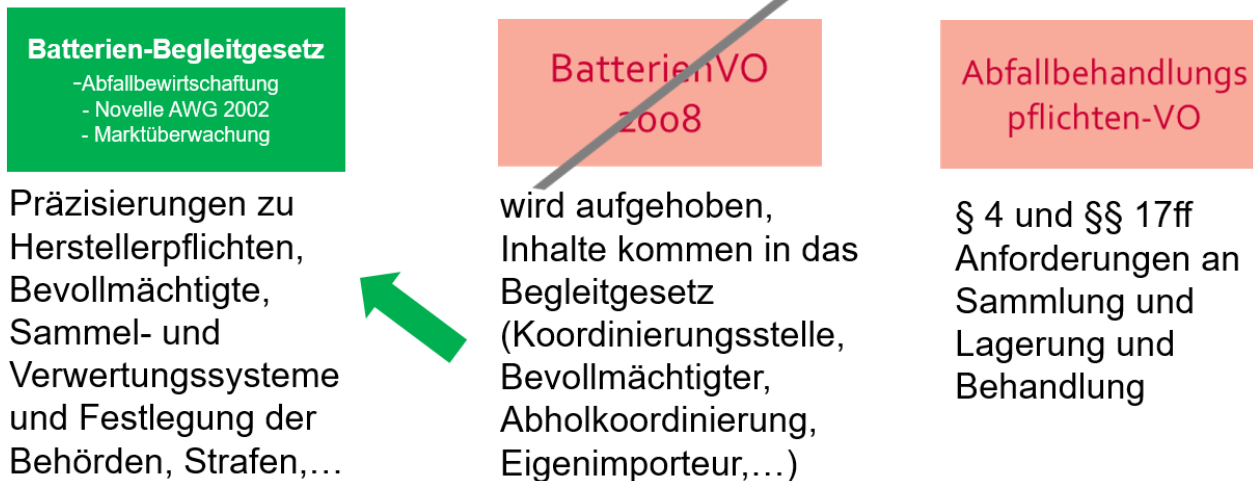 Batterien-Begleitgesetz
-Abfallbewirtschaftung
- Novelle AWG 2002
- Marktüberwachung
Präzisierungen zu
Herstellerpflichten,
Bevollmächtigte,
Sammel- und
Verwertungssysteme
und Festlegung der
Behörden, Strafen,…
BatterienVO
2008
wird aufgehoben,
Inhalte kommen in das
Begleitgesetz
(Koordinierungsstelle,
Bevollmächtigter,
Abholkoordinierung,
Eigenimporteur,…)
Abfallbehandlungs
pflichten-VO
§ 4 und §§ 17ff
Anforderungen an
Sammlung und
Lagerung und
Behandlung